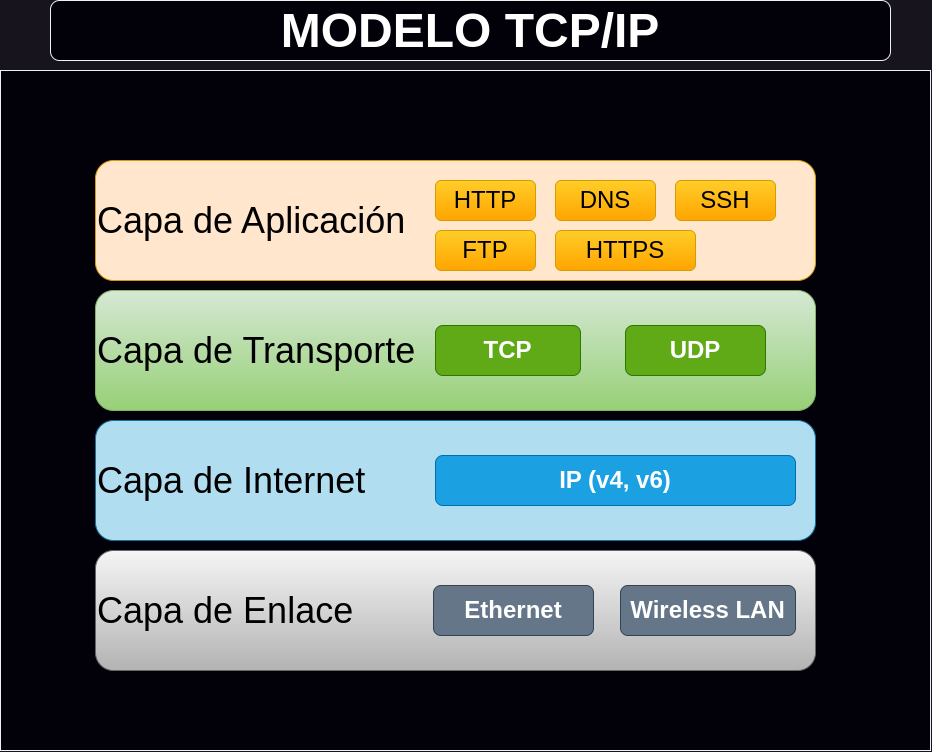 MODELO TCP/IP
Capa de Aplicación
HTTP
DNS
SSH
FTP
HTTPS
Capa de Transporte
TCP
UDP
Capa de Internet
IP (v4, v6)
Capa de Enlace
Ethernet
Wireless LAN